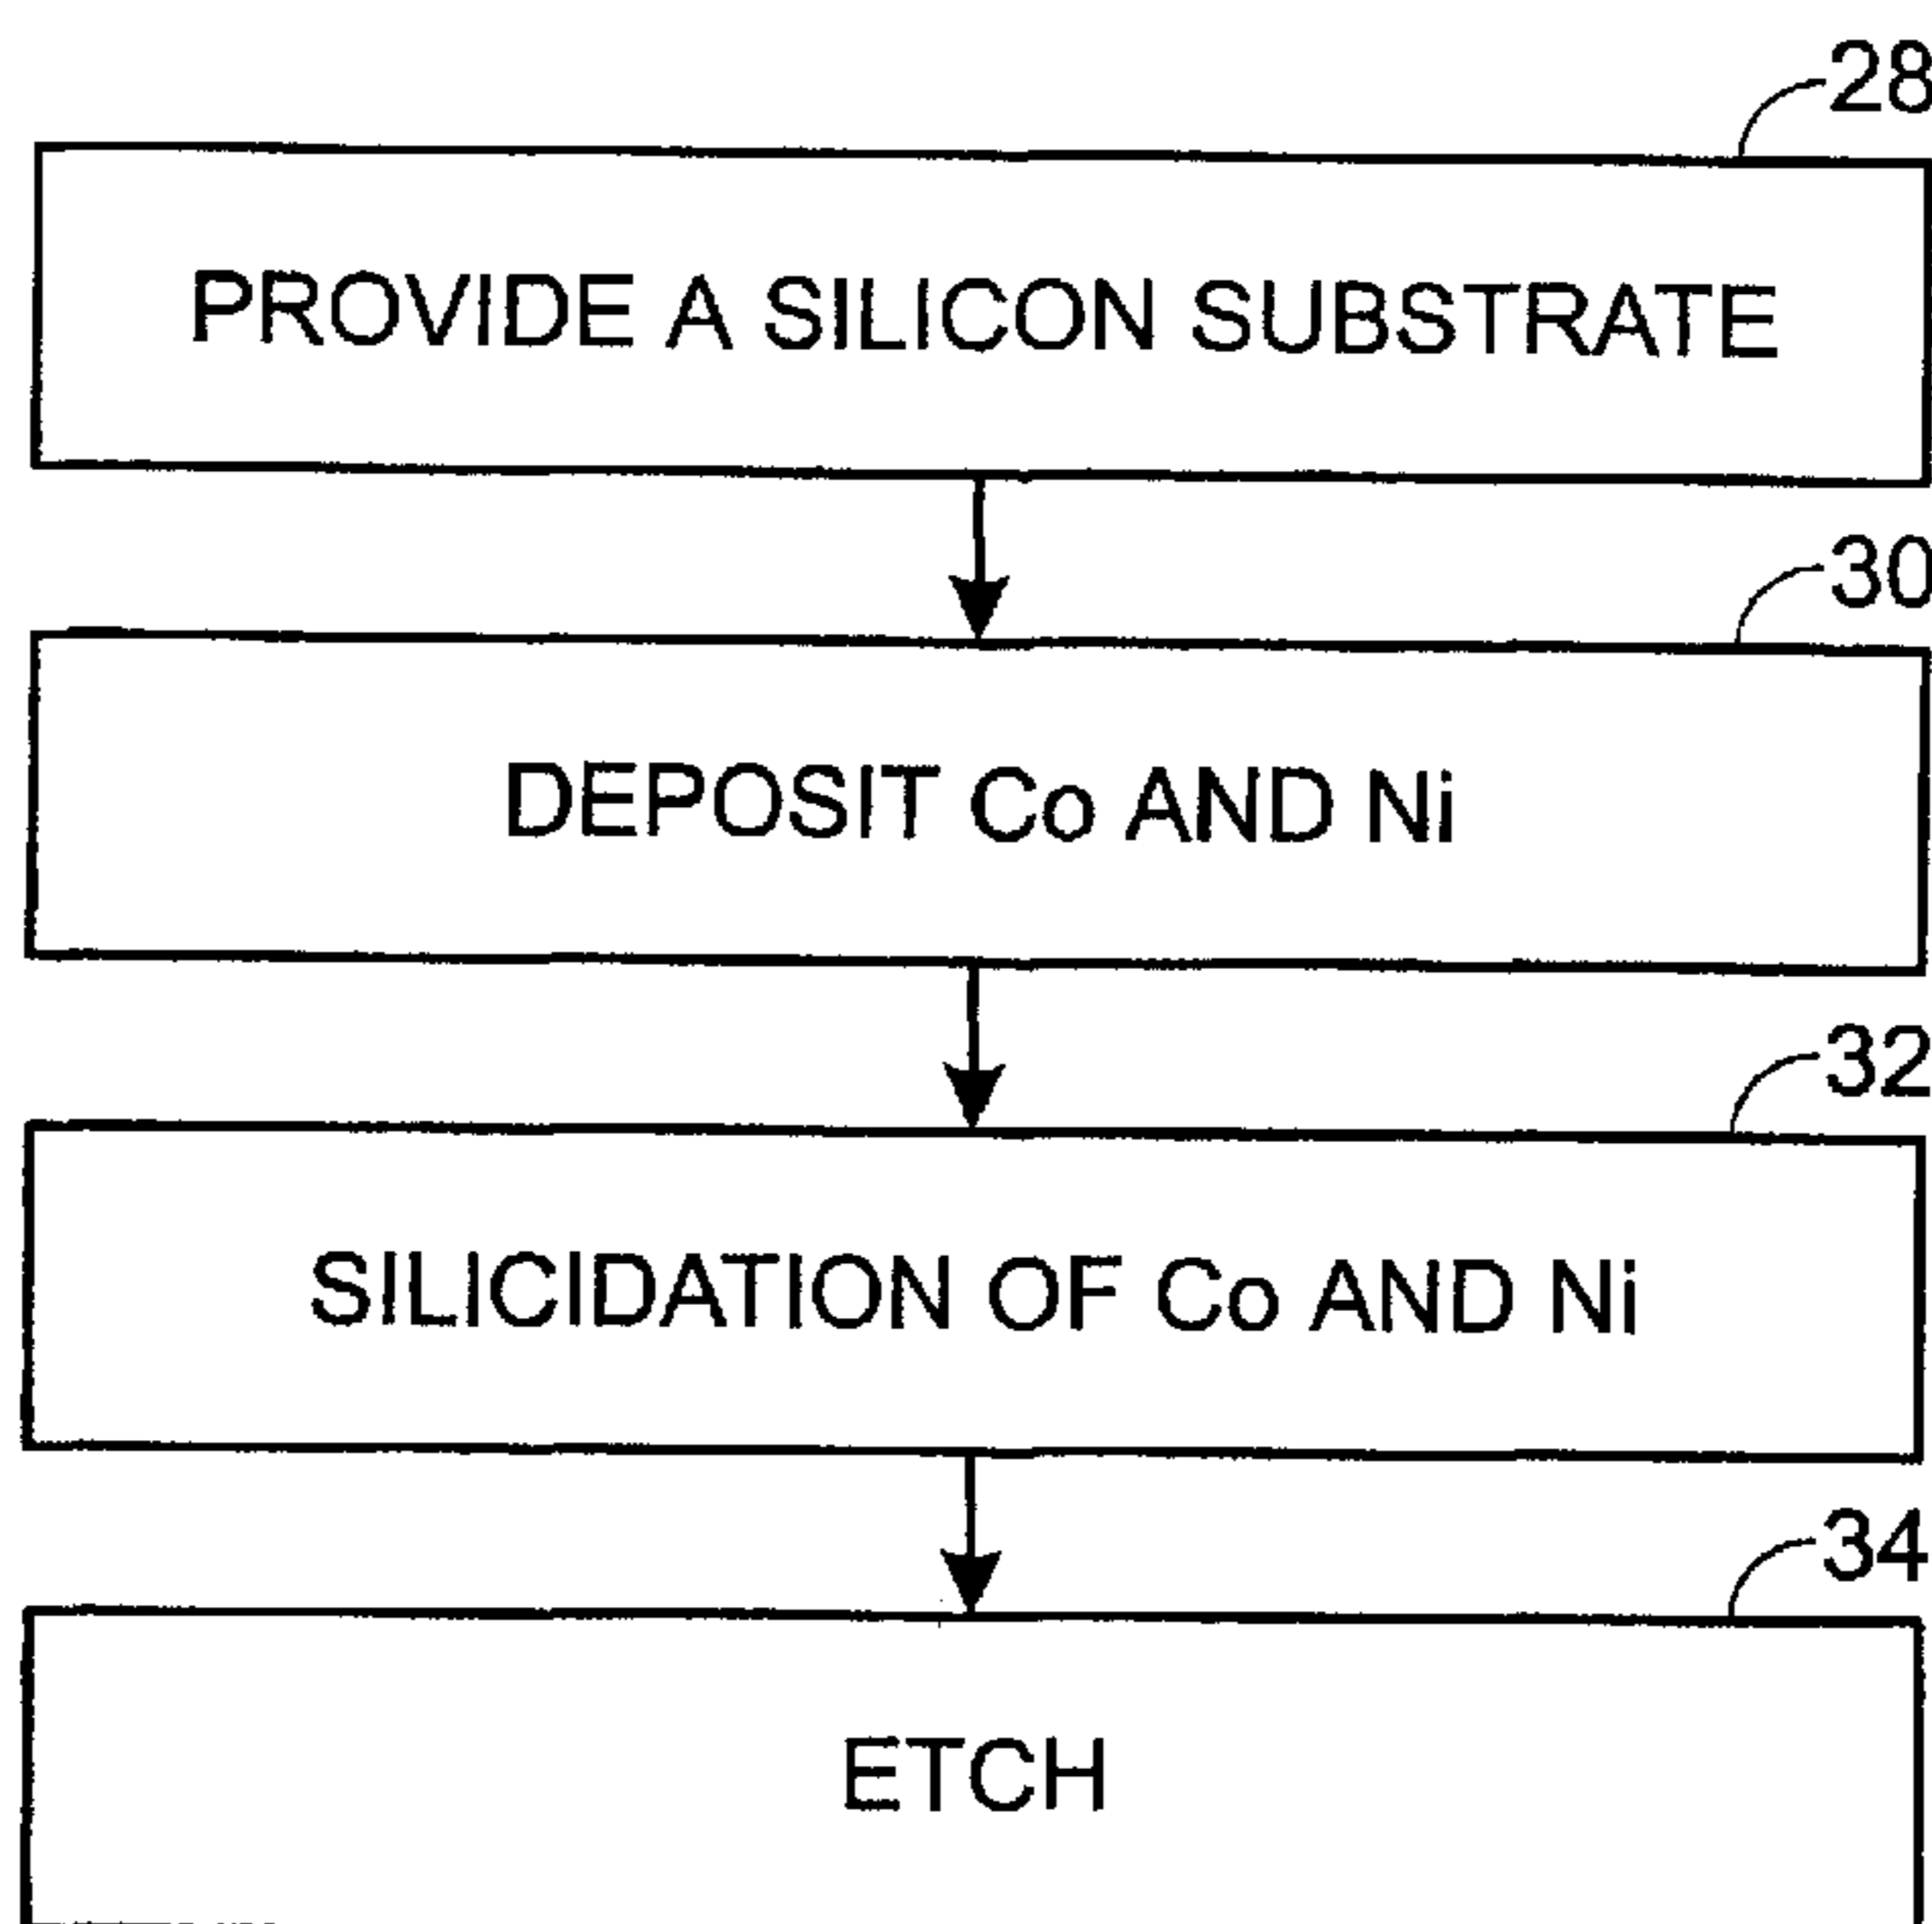 28
PROVIDE A SILICON SUBSTRATE
30
DEPOSIT Co AND Ni
32
SILICIDATION OF Co AND Ni
34
ETCH